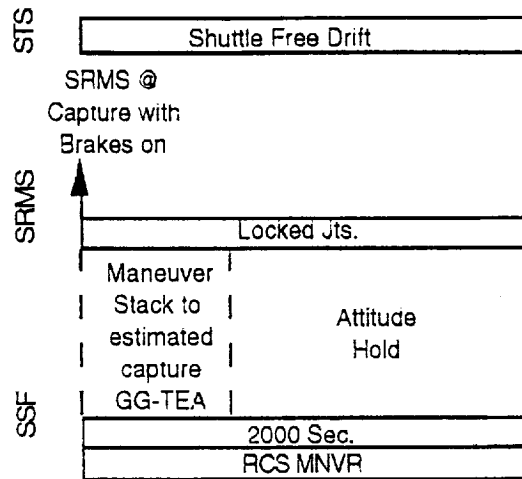 STS
Shuttle Free Drift
SRMS @
Capture with
Brakes on
SRMS
Locked Jts.
Maneuver
Stack to
estimated
capture
GG-TEA
Attitude
Hold
SSF
2000 Sec.
RCS MNVR